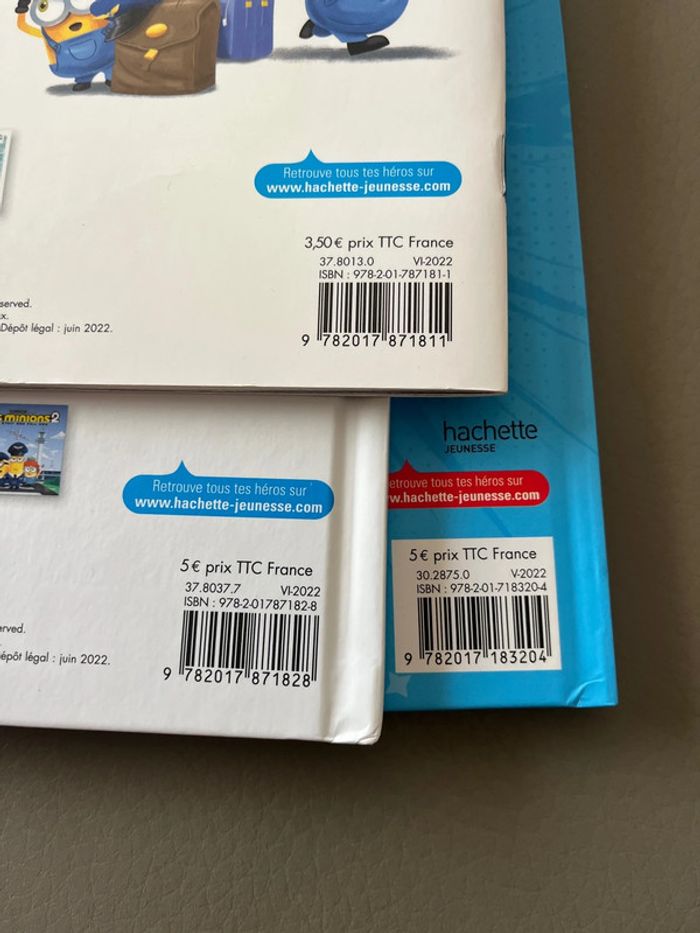 Retrouve tous tes héros sur
www.hachette-jeunesse.com
3,50 € prix TTC France
37.8013.0 VI-2022
ISBN : 978-2-01-787181-1
9 782017 871811
served.
x.
Dépôt légal : juin 2022.
minions 2
Retrouve tous tes héros sur
www.hachette-jeunesse.com
5 € prix TTC France
37.8037.7 VI-2022
ISBN : 978-2-01787182-8
9 782017 871828
rved.
épôt légal : juin 2022.
hachette
JEUNESSE
etrouve tous tes héros sur
w.hachette-jeunesse.com
5 € prix TTC France
30.2875.0 V-2022
ISBN : 978-2-01-718320-4
9 782017 183204